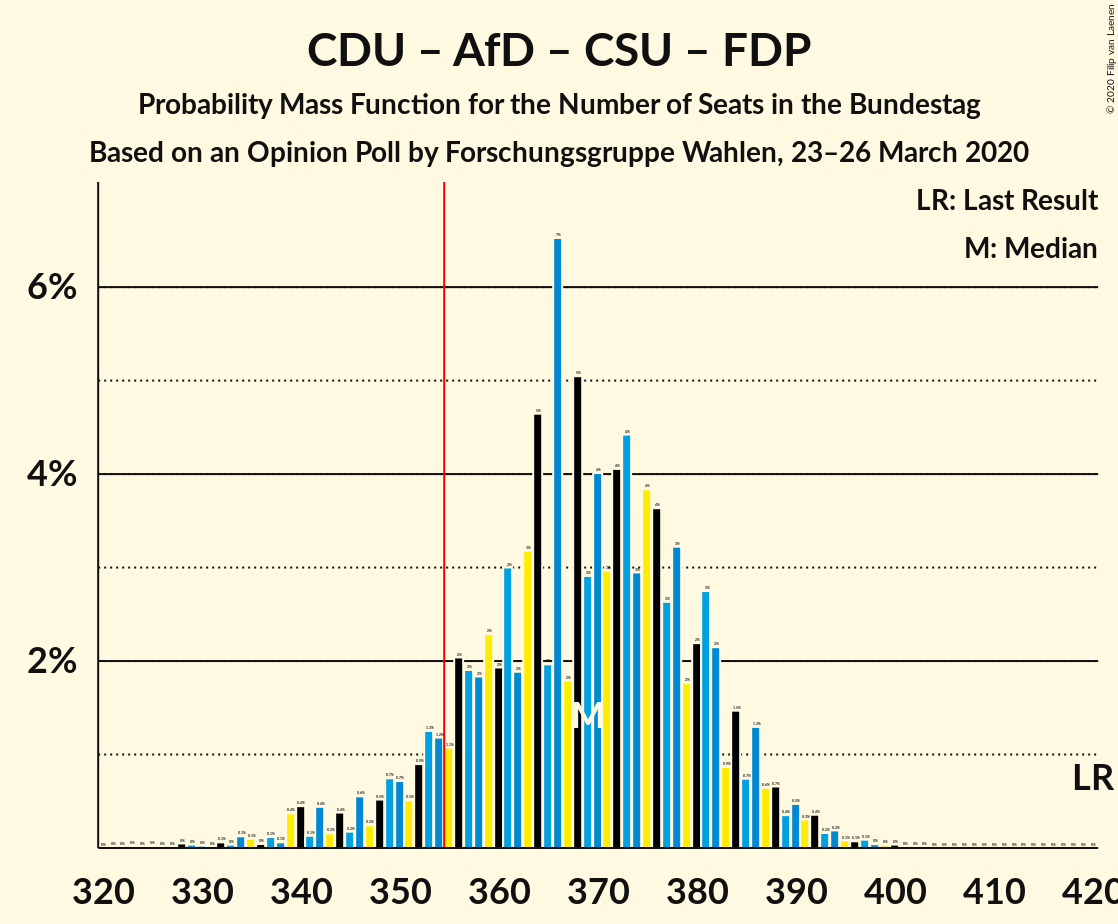 CDU – AfD – CSU – FDP
Probability Mass Function for the Number of Seats in the Bundestag
Based on an Opinion Poll by Forschungsgruppe Wahlen, 23–26 March 2020
© 2020 Filip van Laenen
LR: Last Result
M: Median
6%
4%
2%
M
LR
320 330 340 350 360 370 380 390 400 410 420